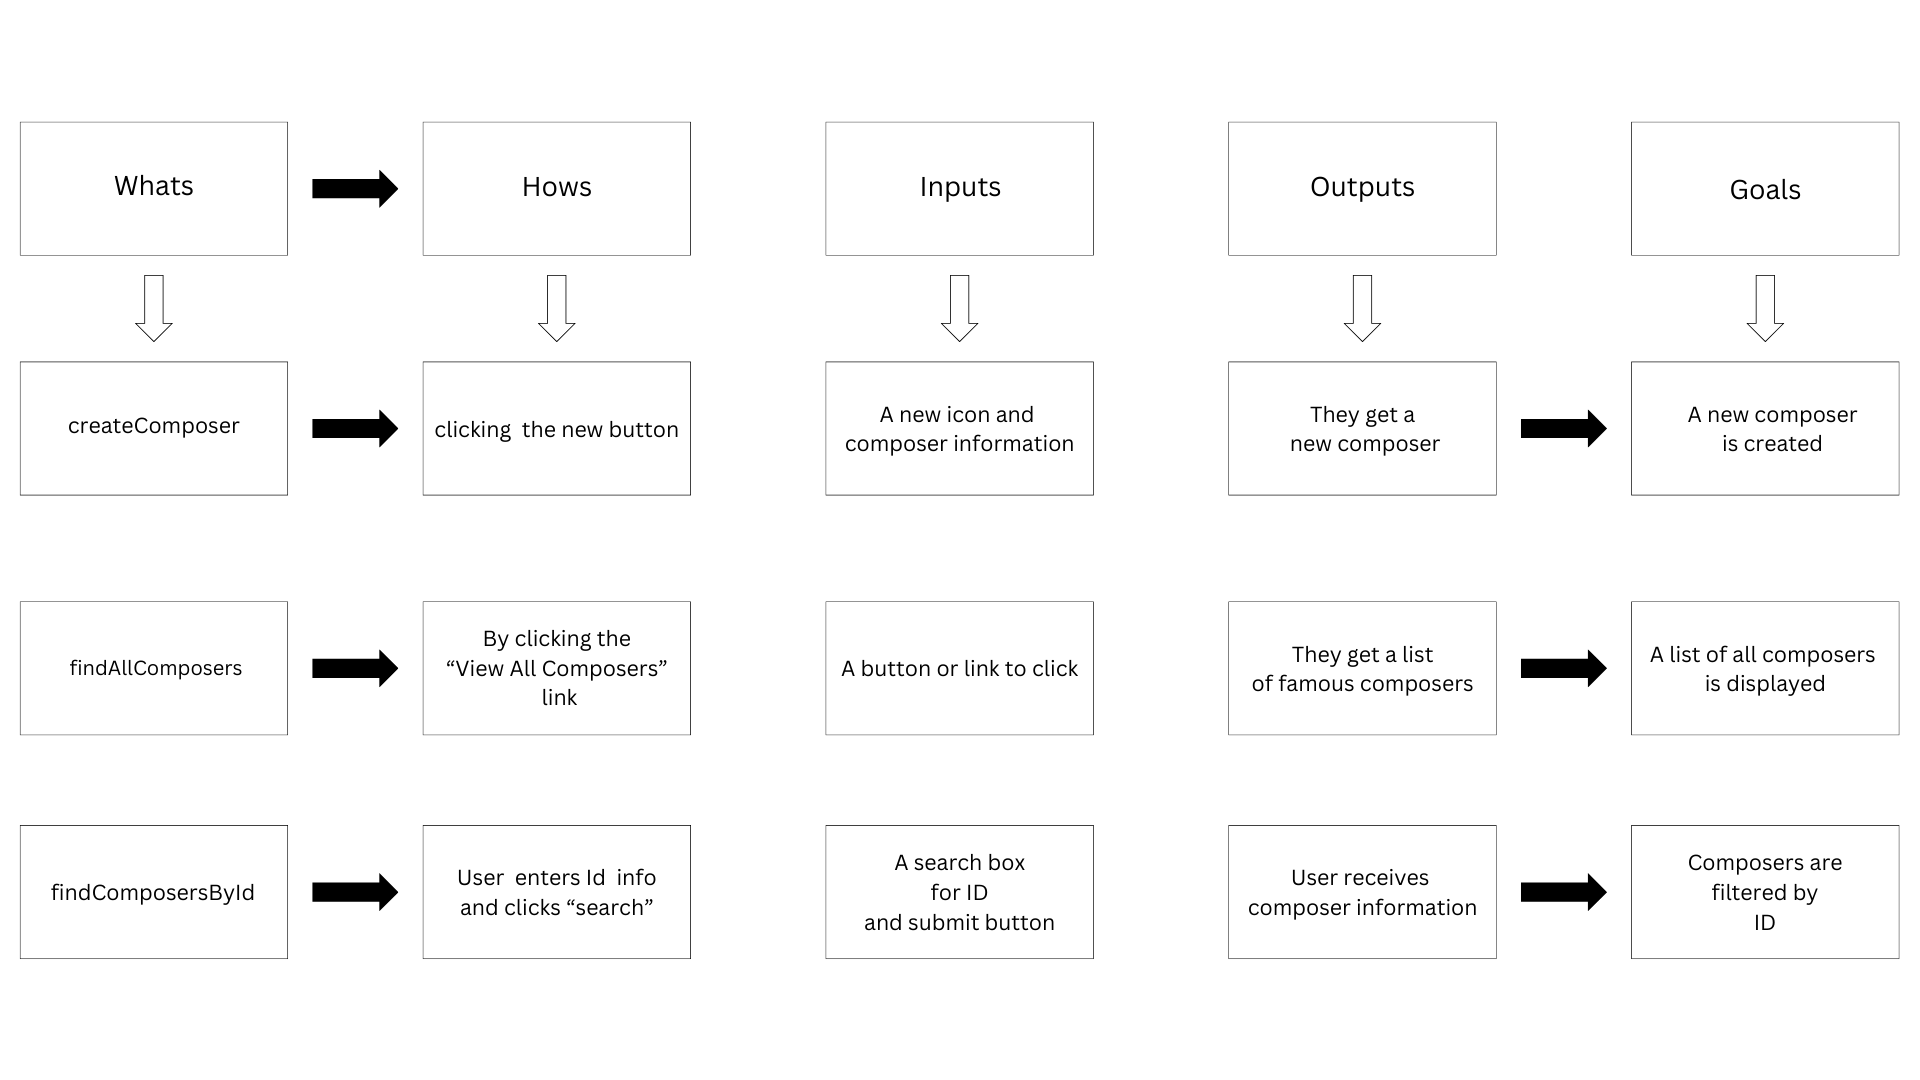 Whats
Hows
Inputs
Outputs
Goals
createComposer
clicking  the new button
A new icon and
composer information
They get a
new composer
A new composer
is created
findAllComposers
By clicking the
“View All Composers”
link
A button or link to click
They get a list
of famous composers
A list of all composers
is displayed
findComposersById
User  enters Id  info
and clicks “search”
A search box
for ID
and submit button
User receives
composer information
Composers are
filtered by
ID